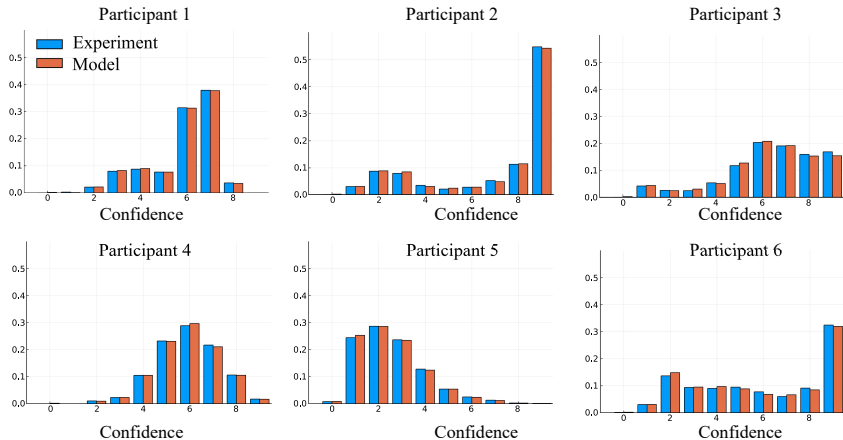 Participant 1
Participant 2
Participant 3
Experiment
Model
0.5
0.4
0.3
0.2
0.1
0.0
0 2 4 6 8
Confidence
0.5
0.4
0.3
0.2
0.1
0.0
0 2 4 6 8
Confidence
0.5
0.4
0.3
0.2
0.1
0.0
0 2 4 6 8
Confidence
Participant 4
Participant 5
Participant 6
0.5
0.4
0.3
0.2
0.1
0.0
0 2 4 6 8
Confidence
0.5
0.4
0.3
0.2
0.1
0.0
0 2 4 6 8
Confidence
0.5
0.4
0.3
0.2
0.1
0.0
0 2 4 6 8
Confidence